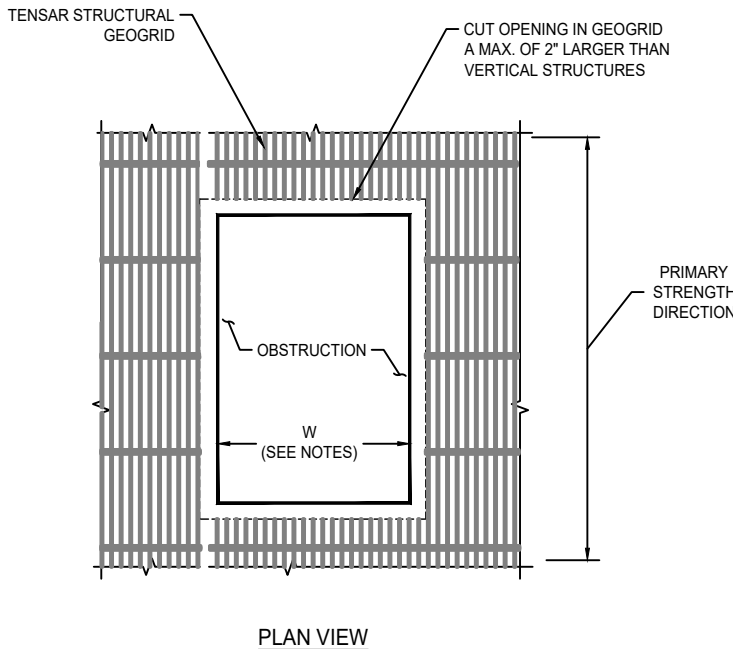 TENSAR STRUCTURAL
GEOGRID
CUT OPENING IN GEOGRID
A MAX. OF 2" LARGER THAN
VERTICAL STRUCTURES
PRIMARY
STRENGTH
DIRECTION
OBSTRUCTION
W
(SEE NOTES)
PLAN VIEW